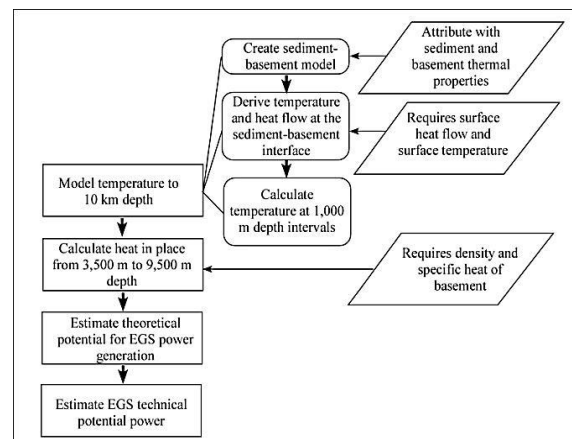 Create sediment-
basement model
Attribute with
sediment and
basement thermal
properties
Derive temperature
and heat flow at the
sediment-basement
interface
Requires surface
heat flow and
surface temperature
Model temperature to
10 km depth
Calculate
temperature at 1,000
m depth intervals
Calculate heat in place
from 3,500 m to 9,500 m
depth
Requires density and
specific heat of
basement
Estimate theoretical
potential for EGS power
generation
Estimate EGS technical
potential power